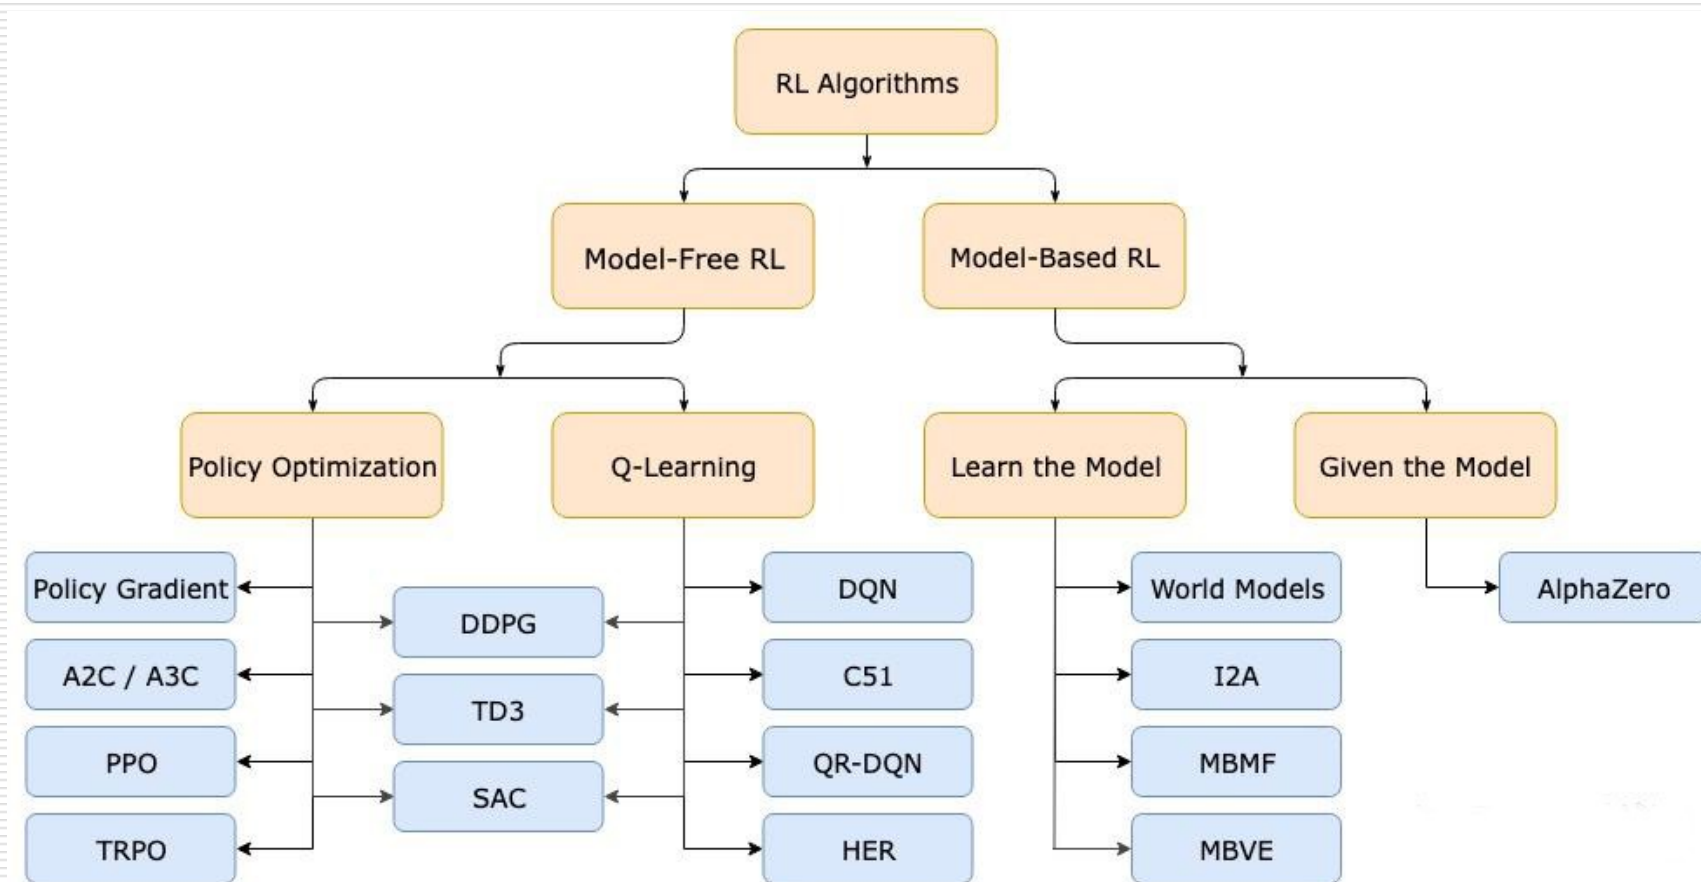 RL Algorithms
Model-Free RL
Model-Based RL
Policy Optimization
Q-Learning
Learn the Model
Given the Model
Policy Gradient
DDPG
DQN
World Models
AlphaZero
A2C / A3C
TD3
C51
I2A
PPO
SAC
QR-DQN
MBMF
TRPO
HER
MBVE